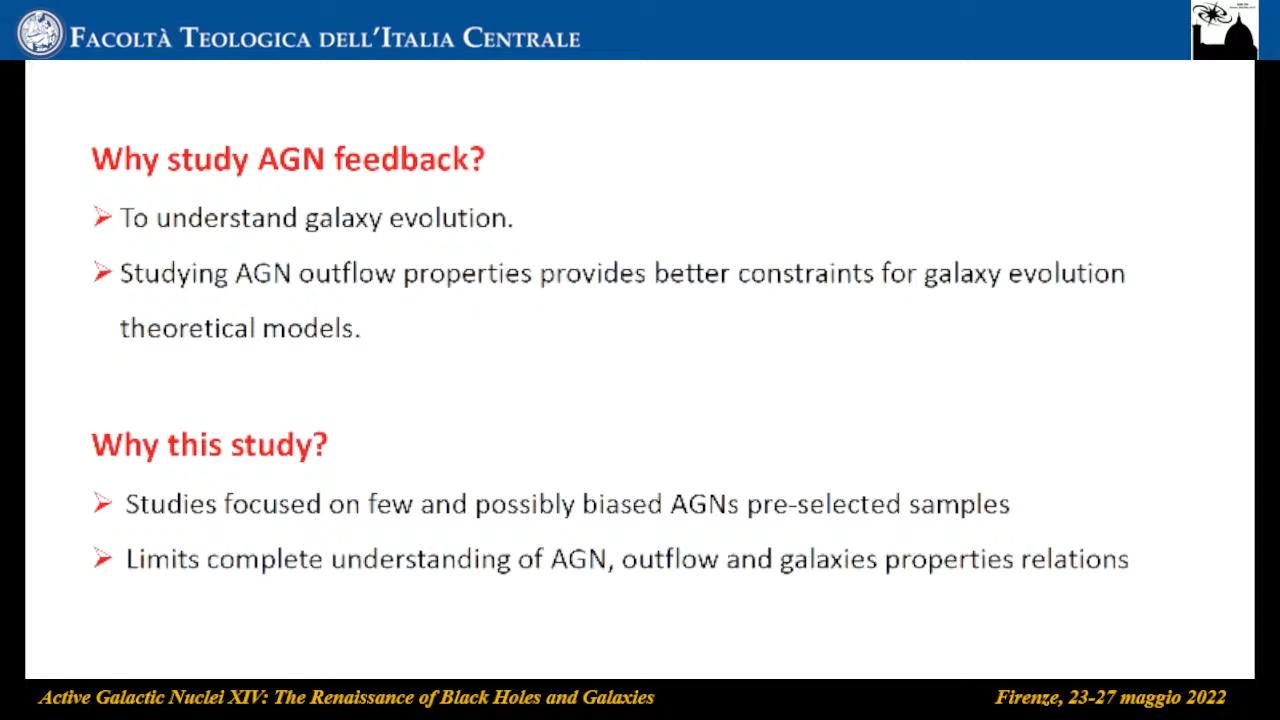 FACOLTÀ TEOLOGICA DELL'ITALIA CENTRALE
Why study AGN feedback?
To understand galaxy evolution.
Studying AGN outflow properties provides better constraints for galaxy evolution
theoretical models.
Why this study?
Studies focused on few and possibly biased AGNs pre-selected samples
Limits complete understanding of AGN, outflow and galaxies properties relations
Active Galactic Nuclei XIV: The Renaissance of Black Holes and Galaxies
Firenze, 23-27 maggio 2022